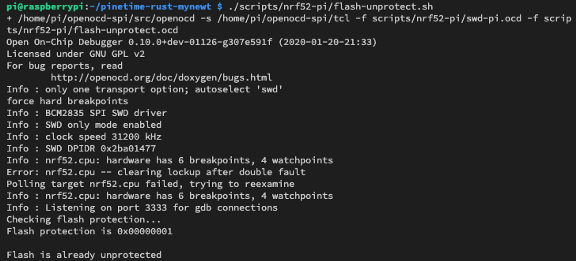 pi@raspberrypi:~/pinetime-rust-mynewt $ ./scripts/nrf52-pi/flash-unprotect.sh
+ /home/pi/openocd-spi/src/openocd -s /home/pi/openocd-spi/tcl -f scripts/nrf52-pi/swd-pi.ocd -f scrip
ts/nrf52-pi/flash-unprotect.ocd
Open On-Chip Debugger 0.10.0+dev-01126-g307e591f (2020-01-20-21:33)
Licensed under GNU GPL v2
For bug reports, read
        http://openocd.org/doc/doxygen/bugs.html
Info : only one transport option; autoselect 'swd'
force hard breakpoints
Info : BCM2835 SPI SWD driver
Info : SWD only mode enabled
Info : clock speed 31200 kHz
Info : SWD DPIDR 0x2ba01477
Info : nrf52.cpu: hardware has 6 breakpoints, 4 watchpoints
Error: nrf52.cpu -- clearing lockup after double fault
Polling target nrf52.cpu failed, trying to reexamine
Info : nrf52.cpu: hardware has 6 breakpoints, 4 watchpoints
Info : Listening on port 3333 for gdb connections
Checking flash protection...
Flash protection is 0x00000001

Flash is already unprotected